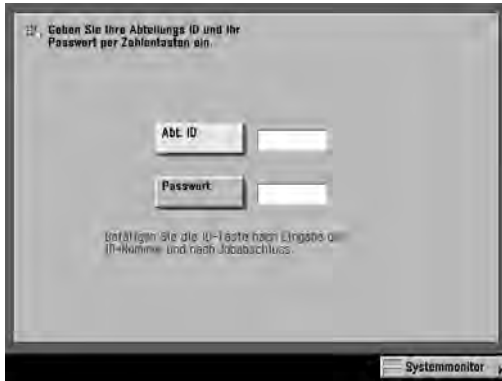 Geben Sie Ihre Abteilungs ID und Ihr
Passwort per Zahlentasten ein.
Abt. ID
Passwort
Betätigen Sie die ID-Taste nach Eingabe der
ID-Nummer und nach Jobabschluss.
Systemmonitor